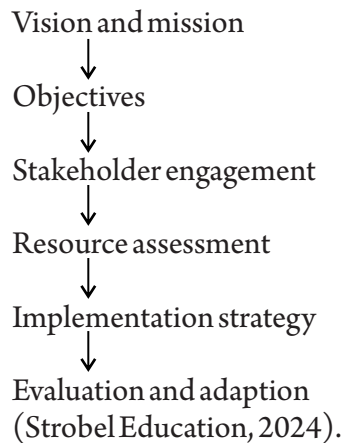 Vision and mission
Objectives
Stakeholder engagement
Resource assessment
Implementation strategy
Evaluation and adaption
(Strobel Education, 2024).